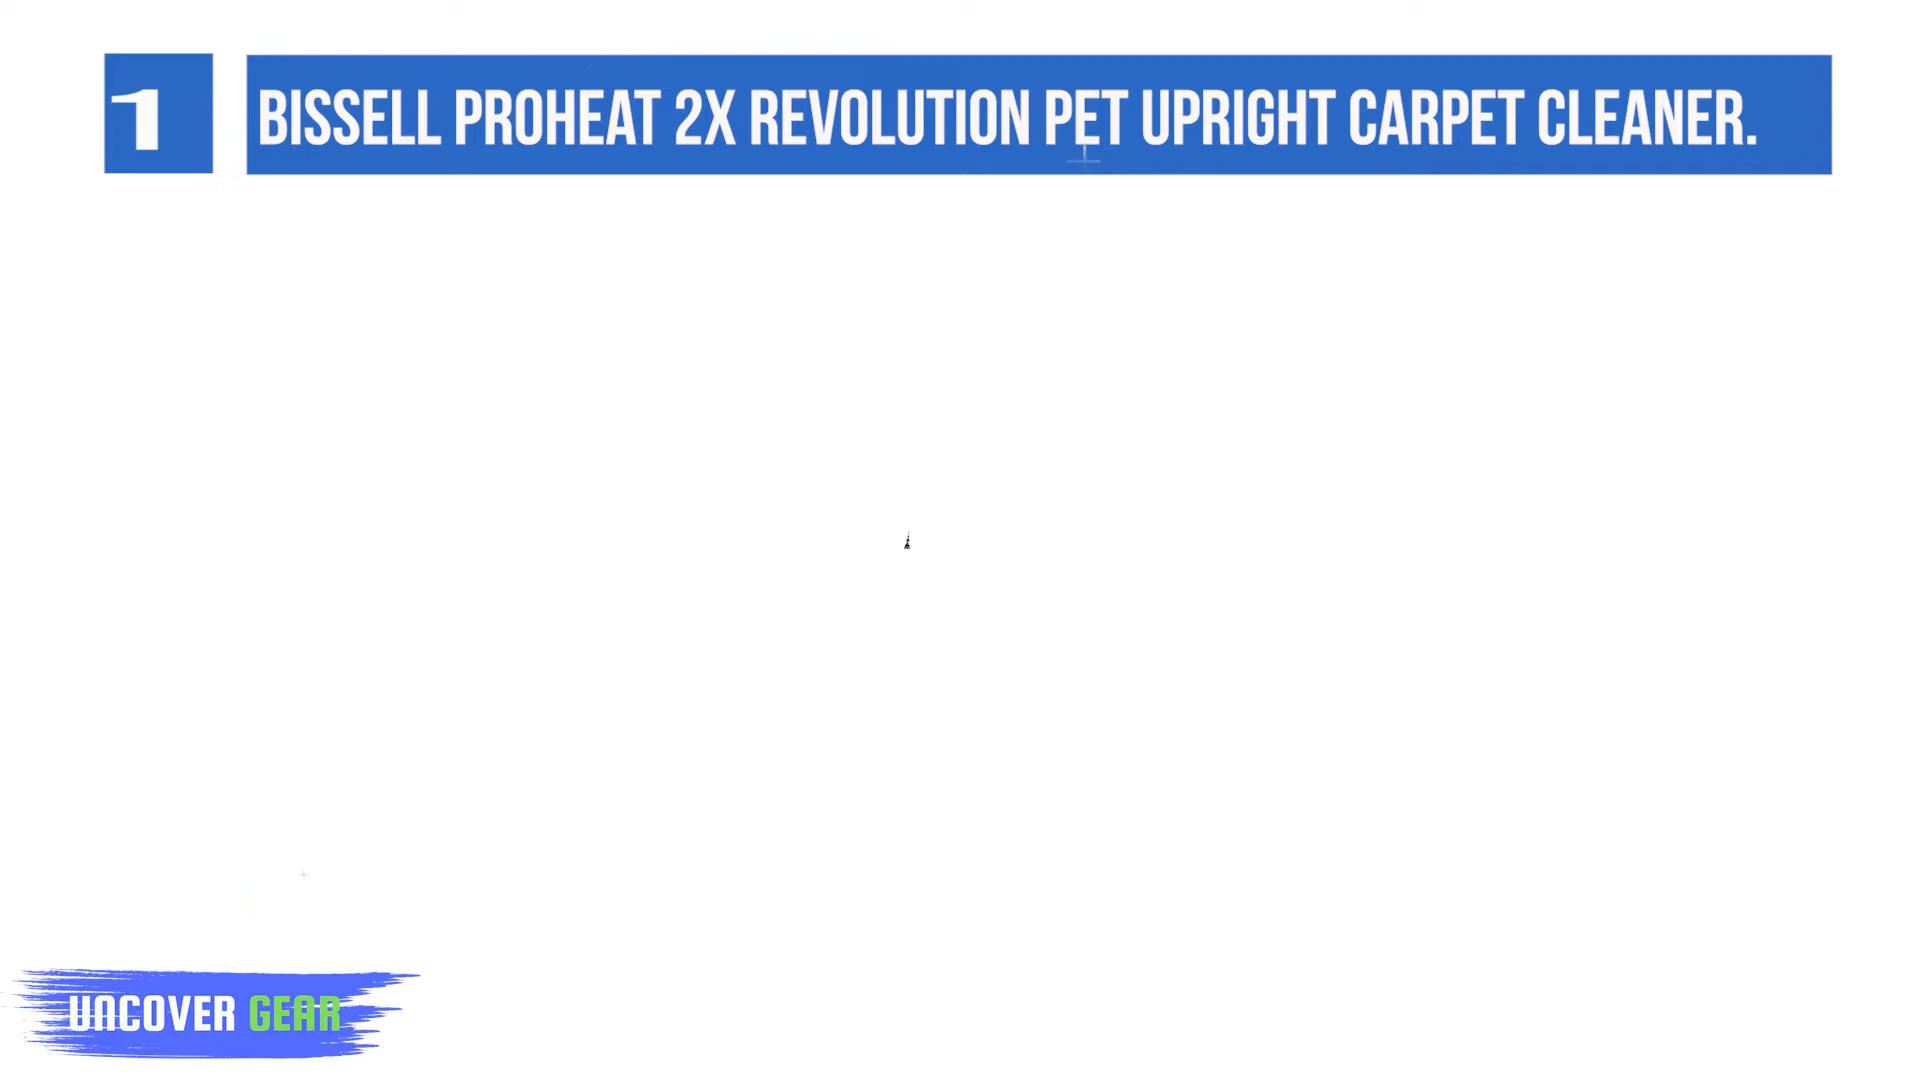 1
BISSELL PROHEAT 2X REVOLUTION PET UPRIGHT CARPET CLEANER.
UNCOVER GEAR